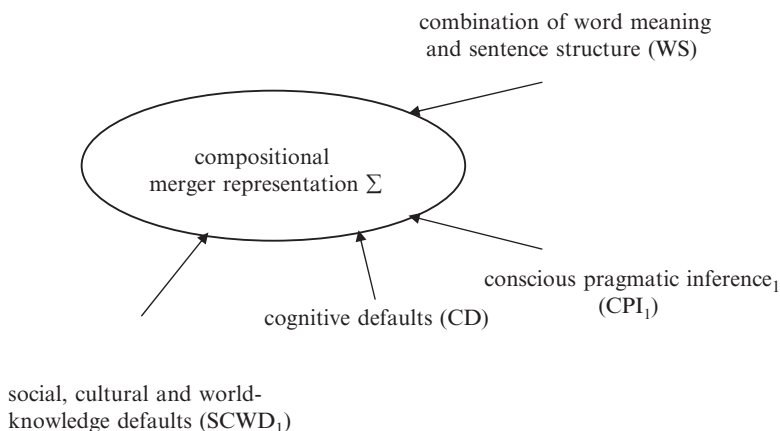 combination of word meaning
and sentence structure (WS)
compositional
merger representation ∑
conscious pragmatic inference₁
(CPI₁)
cognitive defaults (CD)
social, cultural and world-
knowledge defaults (SCWD₁)